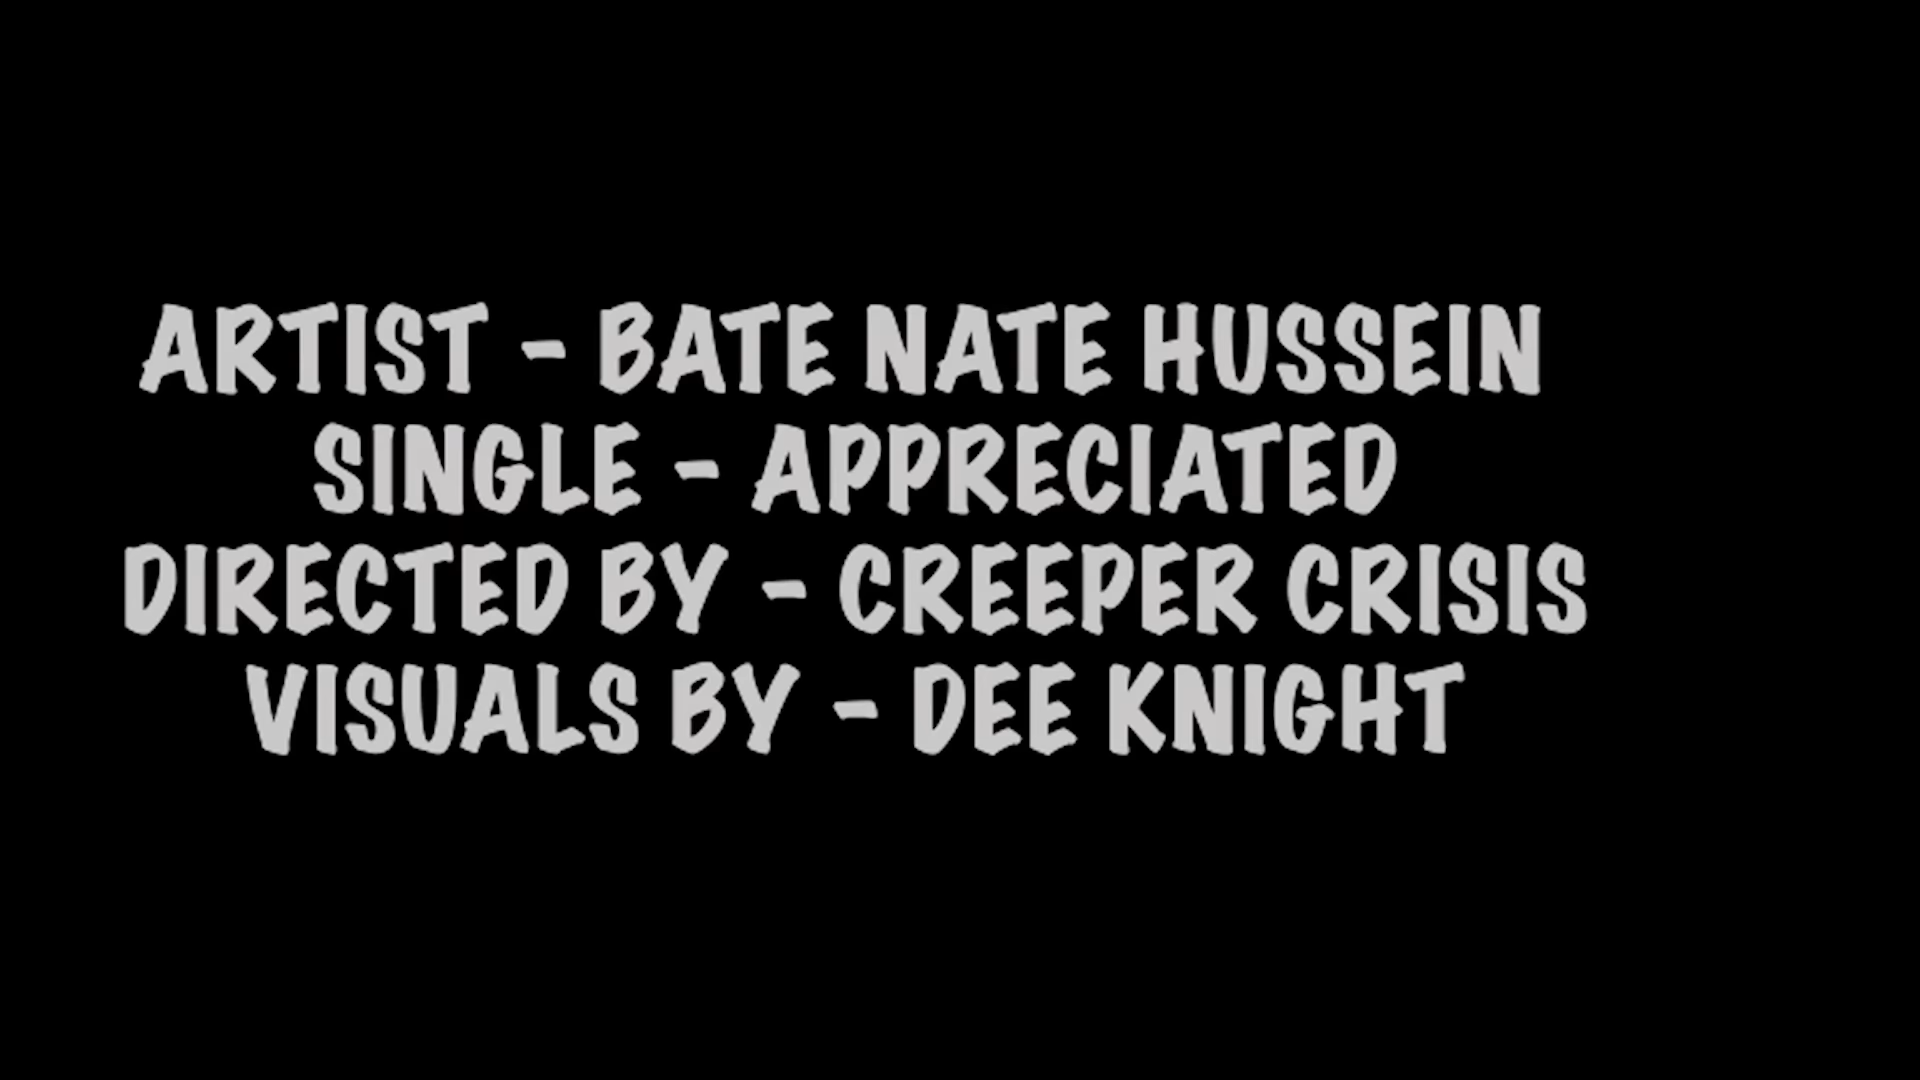 ARTIST - BATE NATE HUSSEIN
SINGLE - APPRECIATED
DIRECTED BY - CREEPER CRISIS
VISUALS BY - DEE KNIGHT